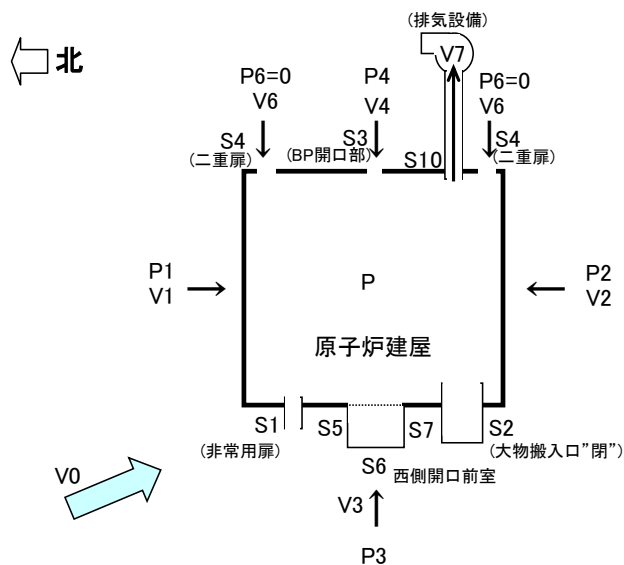 (排気設備)
北
V7
P6=0
V6
P4
V4
P6=0
V6
S4
(二重扉)
S3
(BP開口部)
S10
S4
(二重扉)
P1
V1
P
P2
V2
原子炉建屋
S1
(非常用扉)
S5
S7
S2
(大物搬入口”閉”)
S6
西側開口前室
V0
V3
P3